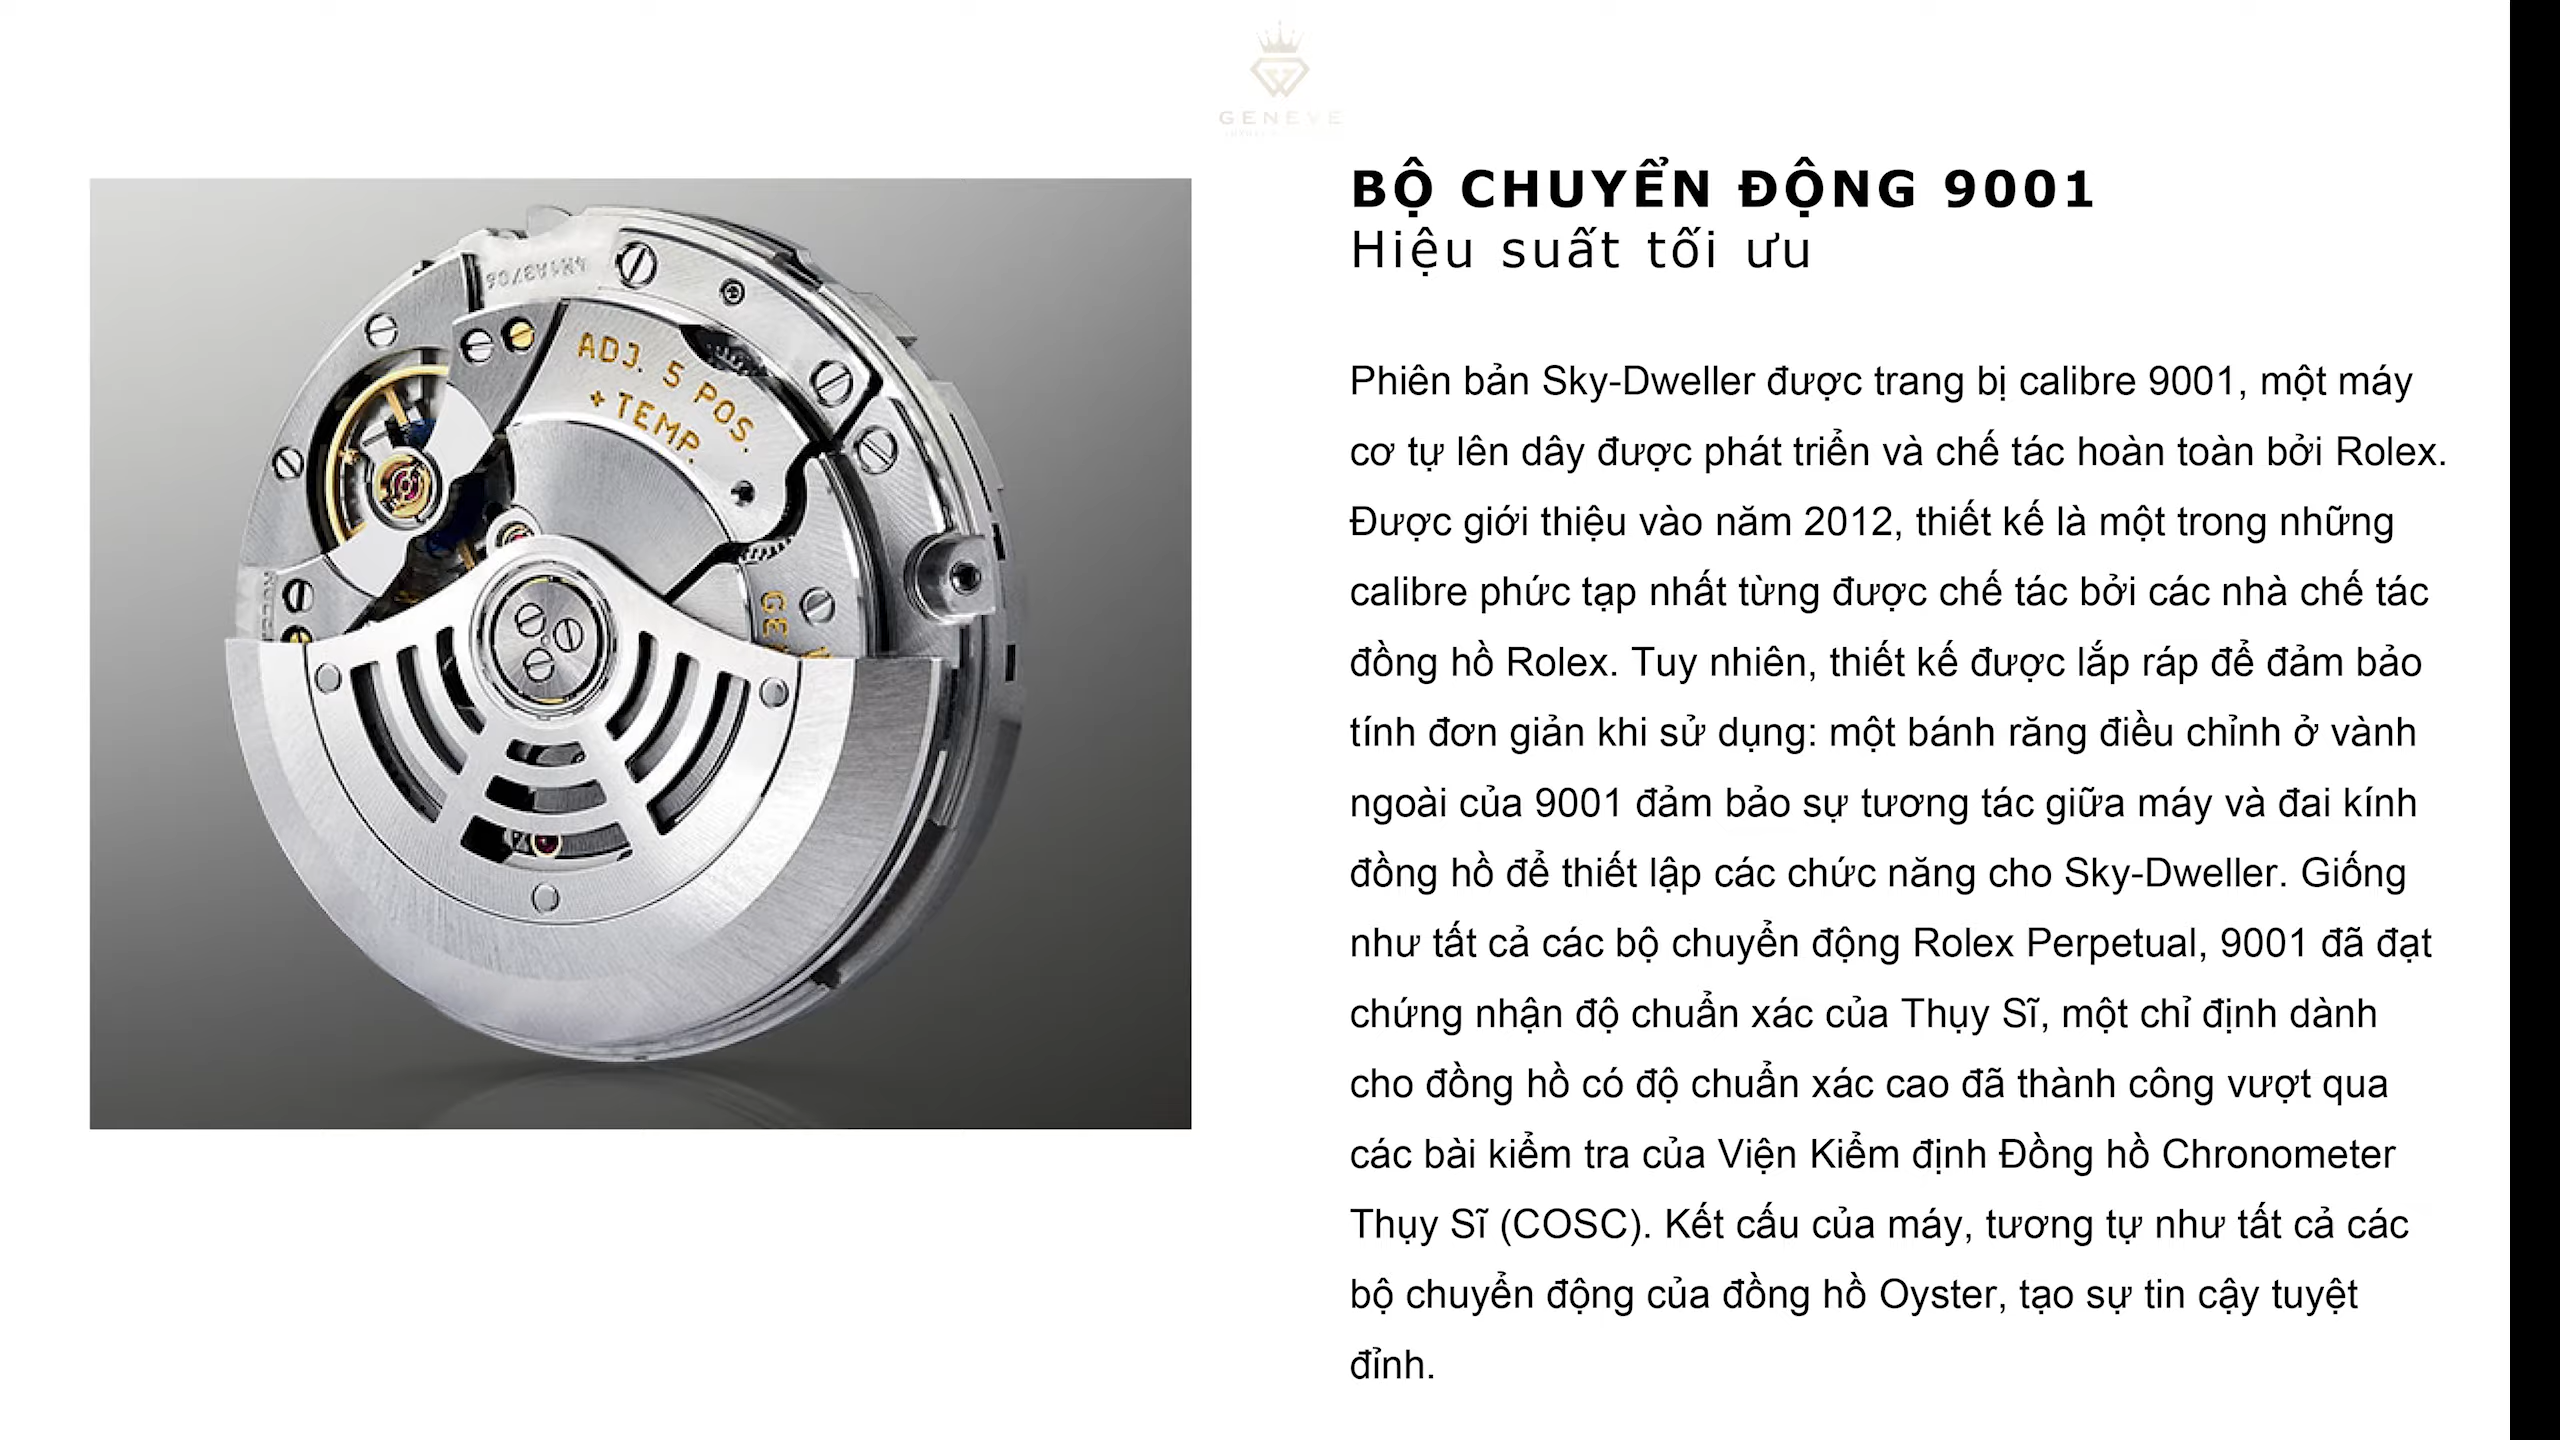 GENEVE
BỘ CHUYỂN ĐỘNG 9001
Hiệu suất tối ưu
ADJ. 5 POS.
+ TEMP.
Phiên bản Sky-Dweller được trang bị calibre 9001, một máy
cơ tự lên dây được phát triển và chế tác hoàn toàn bởi Rolex.
Được giới thiệu vào năm 2012, thiết kế là một trong những
calibre phức tạp nhất từng được chế tác bởi các nhà chế tác
đồng hồ Rolex. Tuy nhiên, thiết kế được lắp ráp để đảm bảo
tính đơn giản khi sử dụng: một bánh răng điều chỉnh ở vành
ngoài của 9001 đảm bảo sự tương tác giữa máy và đai kính
đồng hồ để thiết lập các chức năng cho Sky-Dweller. Giống
như tất cả các bộ chuyển động Rolex Perpetual, 9001 đã đạt
chứng nhận độ chuẩn xác của Thụy Sĩ, một chỉ định dành
cho đồng hồ có độ chuẩn xác cao đã thành công vượt qua
các bài kiểm tra của Viện Kiểm định Đồng hồ Chronometer
Thụy Sĩ (COSC). Kết cấu của máy, tương tự như tất cả các
bộ chuyển động của đồng hồ Oyster, tạo sự tin cậy tuyệt
đỉnh.